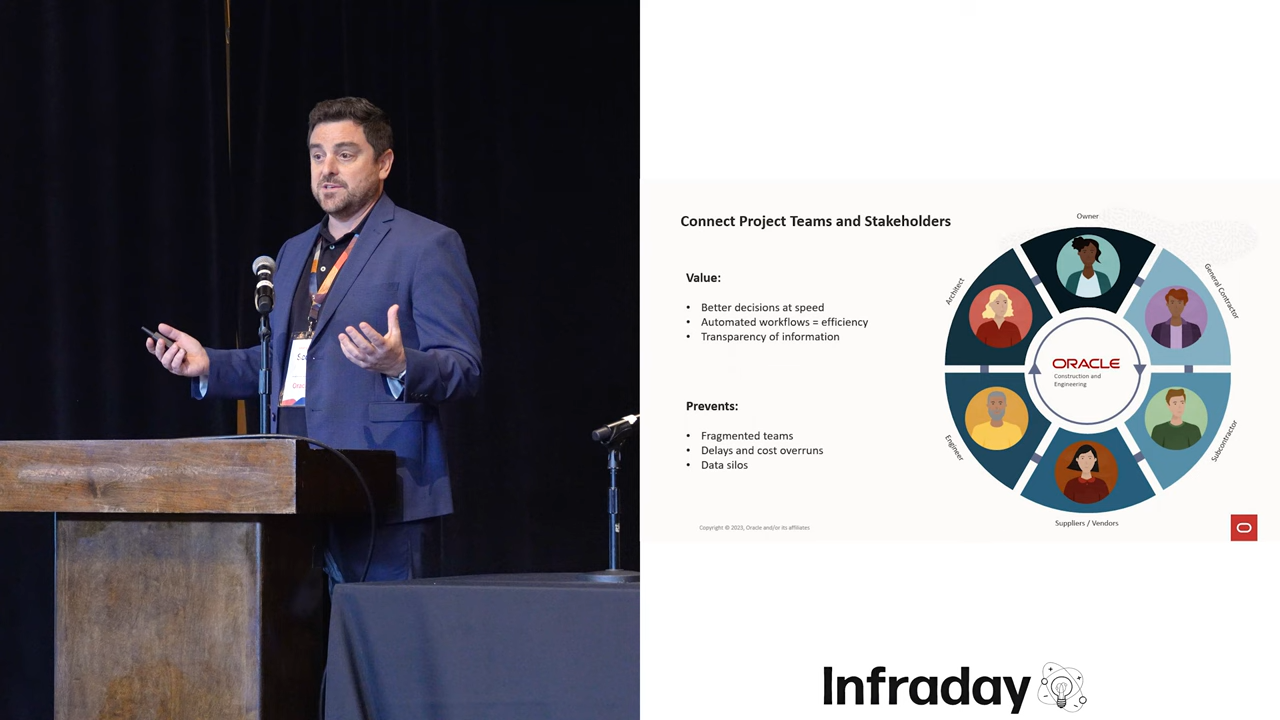 Connect Project Teams and Stakeholders
Value:
• Better decisions at speed
• Automated workflows = efficiency
• Transparency of information
Prevents:
• Fragmented teams
• Delays and cost overruns
• Data silos
Owner
General Contractor
Subcontractor
Suppliers / Vendors
Engineer
Architect
ORACLE
Construction and
Engineering
Copyright © 2023, Oracle and/or its affiliates
Infraday